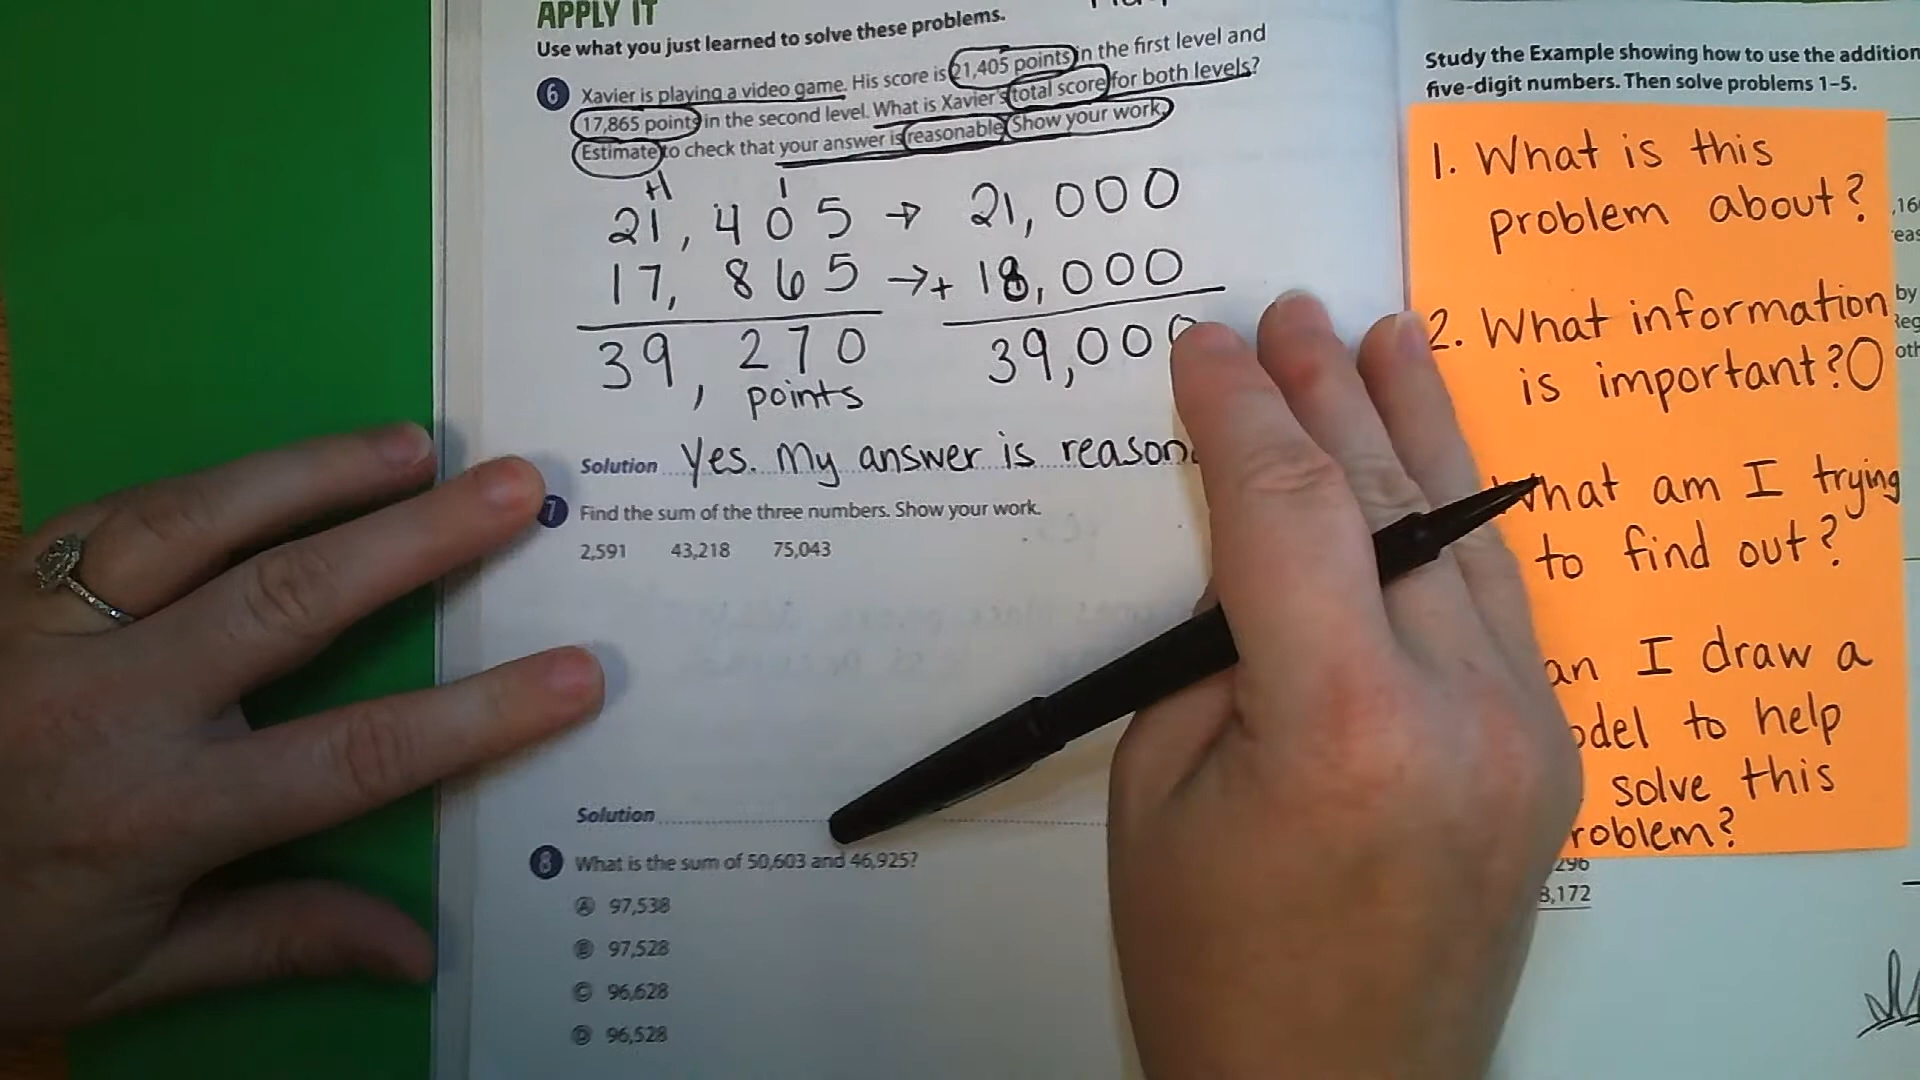 APPLY IT
Use what you just learned to solve these problems.
6 Xavier is playing a video game. His score is 21,405 points in the first level and
17,865 points in the second level. What is Xavier's total score for both levels?
Estimate to check that your answer is reasonable. Show your work.
+1 1
21,405 → 21,000
17,865 → + 18,000
39,270 39,000
points
Solution Yes. My answer is
7 Find the sum of the three numbers. Show your work.
2,591 43,218 75,043
Solution
8 What is the sum of 50,603 and 46,925?
A 97,538
B 97,528
C 96,628
D 96,528
Study the Example showing how to use the addition
five-digit numbers. Then solve problems 1–5.
1. What is this
problem about?
2. What information
is important?O
What am I trying
to find out?
I draw a
to help
solve this
by